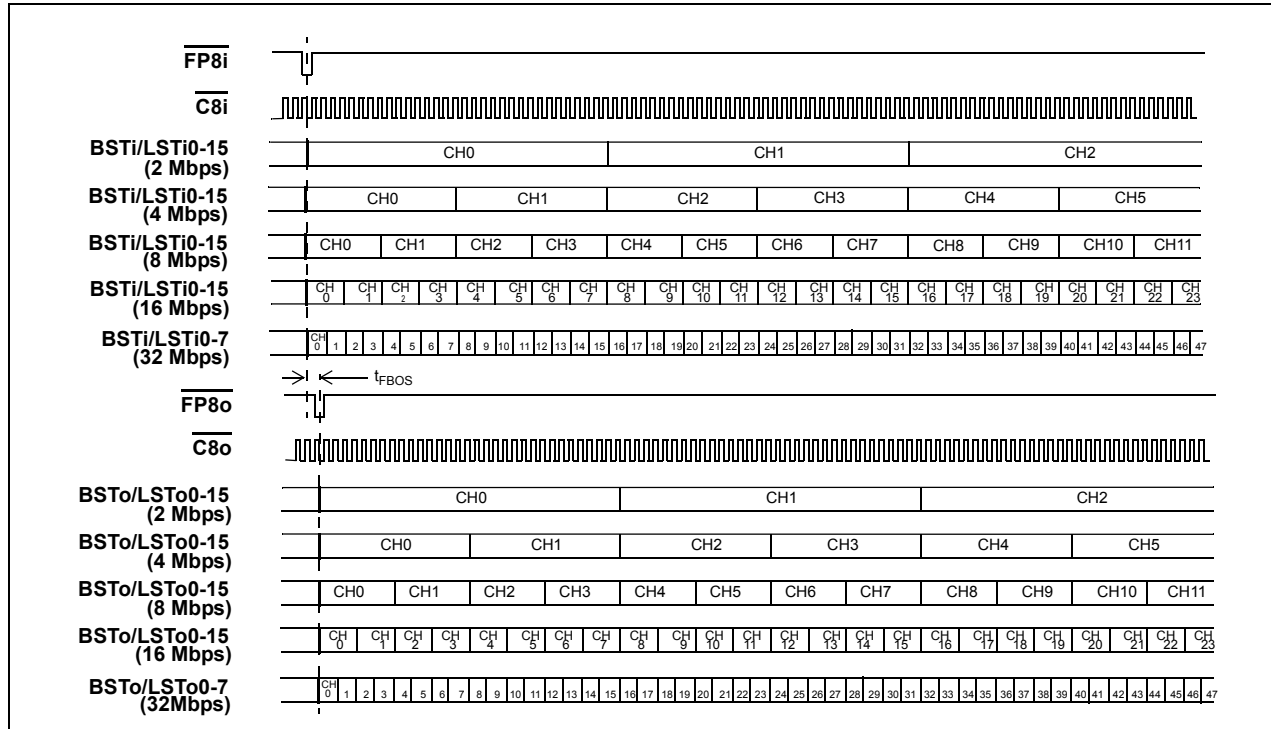 FP8i
C8i
BSTi/LSTi0-15
(2 Mbps)
CH0 CH1 CH2
BSTi/LSTi0-15
(4 Mbps)
CH0 CH1 CH2 CH3 CH4 CH5
BSTi/LSTi0-15
(8 Mbps)
CH0 CH1 CH2 CH3 CH4 CH5 CH6 CH7 CH8 CH9 CH10 CH11
BSTi/LSTi0-15
(16 Mbps)
CH 0 CH 1 CH 2 CH 3 CH 4 CH 5 CH 6 CH 7 CH 8 CH 9 CH 10 CH 11 CH 12 CH 13 CH 14 CH 15 CH 16 CH 17 CH 18 CH 19 CH 20 CH 21 CH 22 CH 23
BSTi/LSTi0-7
(32 Mbps)
CH 0 1 2 3 4 5 6 7 8 9 10 11 12 13 14 15 16 17 18 19 20 21 22 23 24 25 26 27 28 29 30 31 32 33 34 35 36 37 38 39 40 41 42 43 44 45 46 47
tFBOS
FP8o
C8o
BSTo/LSTo0-15
(2 Mbps)
CH0 CH1 CH2
BSTo/LSTo0-15
(4 Mbps)
CH0 CH1 CH2 CH3 CH4 CH5
BSTo/LSTo0-15
(8 Mbps)
CH0 CH1 CH2 CH3 CH4 CH5 CH6 CH7 CH8 CH9 CH10 CH11
BSTo/LSTo0-15
(16 Mbps)
CH 0 CH 1 CH 2 CH 3 CH 4 CH 5 CH 6 CH 7 CH 8 CH 9 CH 10 CH 11 CH 12 CH 13 CH 14 CH 15 CH 16 CH 17 CH 18 CH 19 CH 20 CH 21 CH 22 CH 23
BSTo/LSTo0-7
(32Mbps)
CH 0 1 2 3 4 5 6 7 8 9 10 11 12 13 14 15 16 17 18 19 20 21 22 23 24 25 26 27 28 29 30 31 32 33 34 35 36 37 38 39 40 41 42 43 44 45 46 47